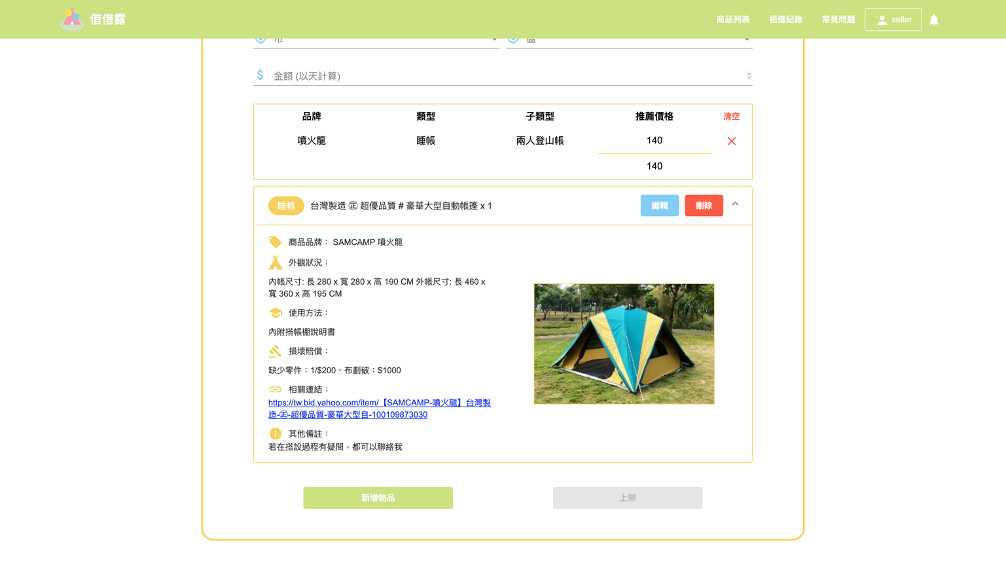 借借露
商品列表 租借紀錄 常見問題 seller
市 區
金額 (以天計算)
品牌 類型 子類型 推薦價格 清空
噴火龍 睡帳 兩人登山帳 140
140
睡帳 台灣製造 ㊣ 超優品質 # 豪華大型自動帳篷 x 1 編輯 刪除
商品品牌： SAMCAMP 噴火龍
外觀狀況：
內帳尺寸: 長 280 x 寬 280 x 高 190 CM 外帳尺寸: 長 460 x
寬 360 x 高 195 CM
使用方法：
內附搭帳棚說明書
損壞賠償：
缺少零件：1/$200、布劃破：$1000
相關連結：
https://tw.bid.yahoo.com/item/【SAMCAMP-噴火龍】台灣製
造-㊣-超優品質-豪華大型自-100109873030
其他備註：
若在搭設過程有疑問，都可以聯絡我
新增物品 上架